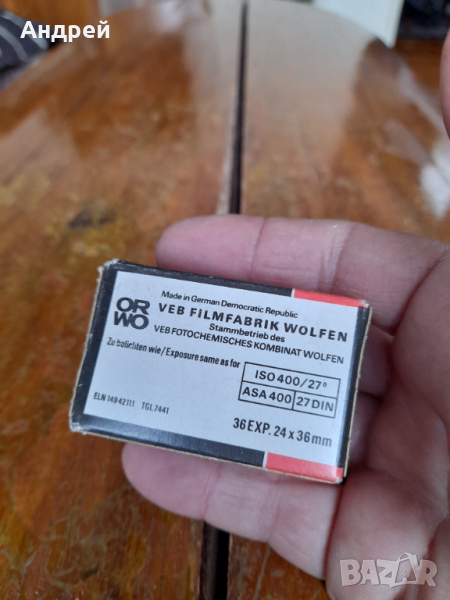 Андрей
Made in German Democratic Republic
ORWO
VEB FILMFABRIK WOLFEN
Stammbetrieb des
VEB FOTOCHEMISCHES KOMBINAT WOLFEN
Zu belichten wie/Exposure same as for
ISO 400/27°
ASA 400 27 DIN
ELN 14942111 TGL 7441
36 EXP. 24 x 36 mm
BAZAR